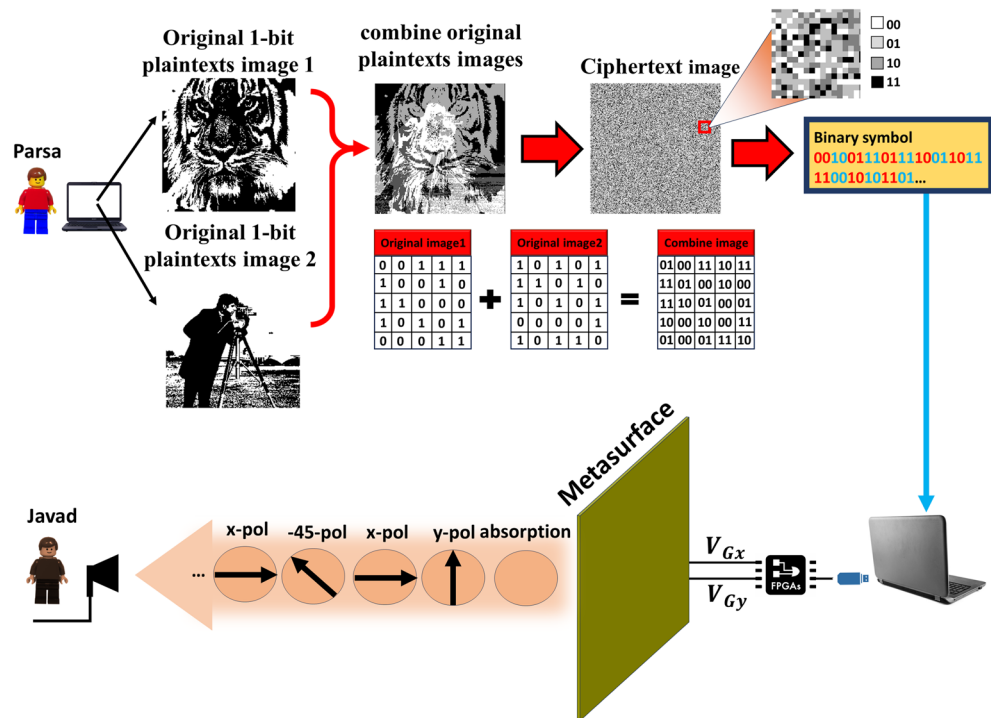 Original 1-bit
plaintexts image 1
combine original
plaintexts images
Ciphertext image
00
01
10
11
Parsa
Binary symbol
001001110111110011011
110010101101...
Original 1-bit
plaintexts image 2
Original image1
0 0 1 1 1
1 0 0 1 0
1 1 0 0 0
1 0 1 0 1
0 0 0 1 1
+
Original image2
1 0 1 0 1
1 1 0 1 0
1 0 1 0 1
0 0 0 0 1
1 0 1 1 0
=
Combine image
01 00 11 10 11
11 01 00 10 00
11 10 01 00 01
10 00 10 00 11
01 00 01 11 10
Metasurface
Javad
x-pol
-45-pol
x-pol
y-pol
absorption
...
VGx
VGy
FPGAs